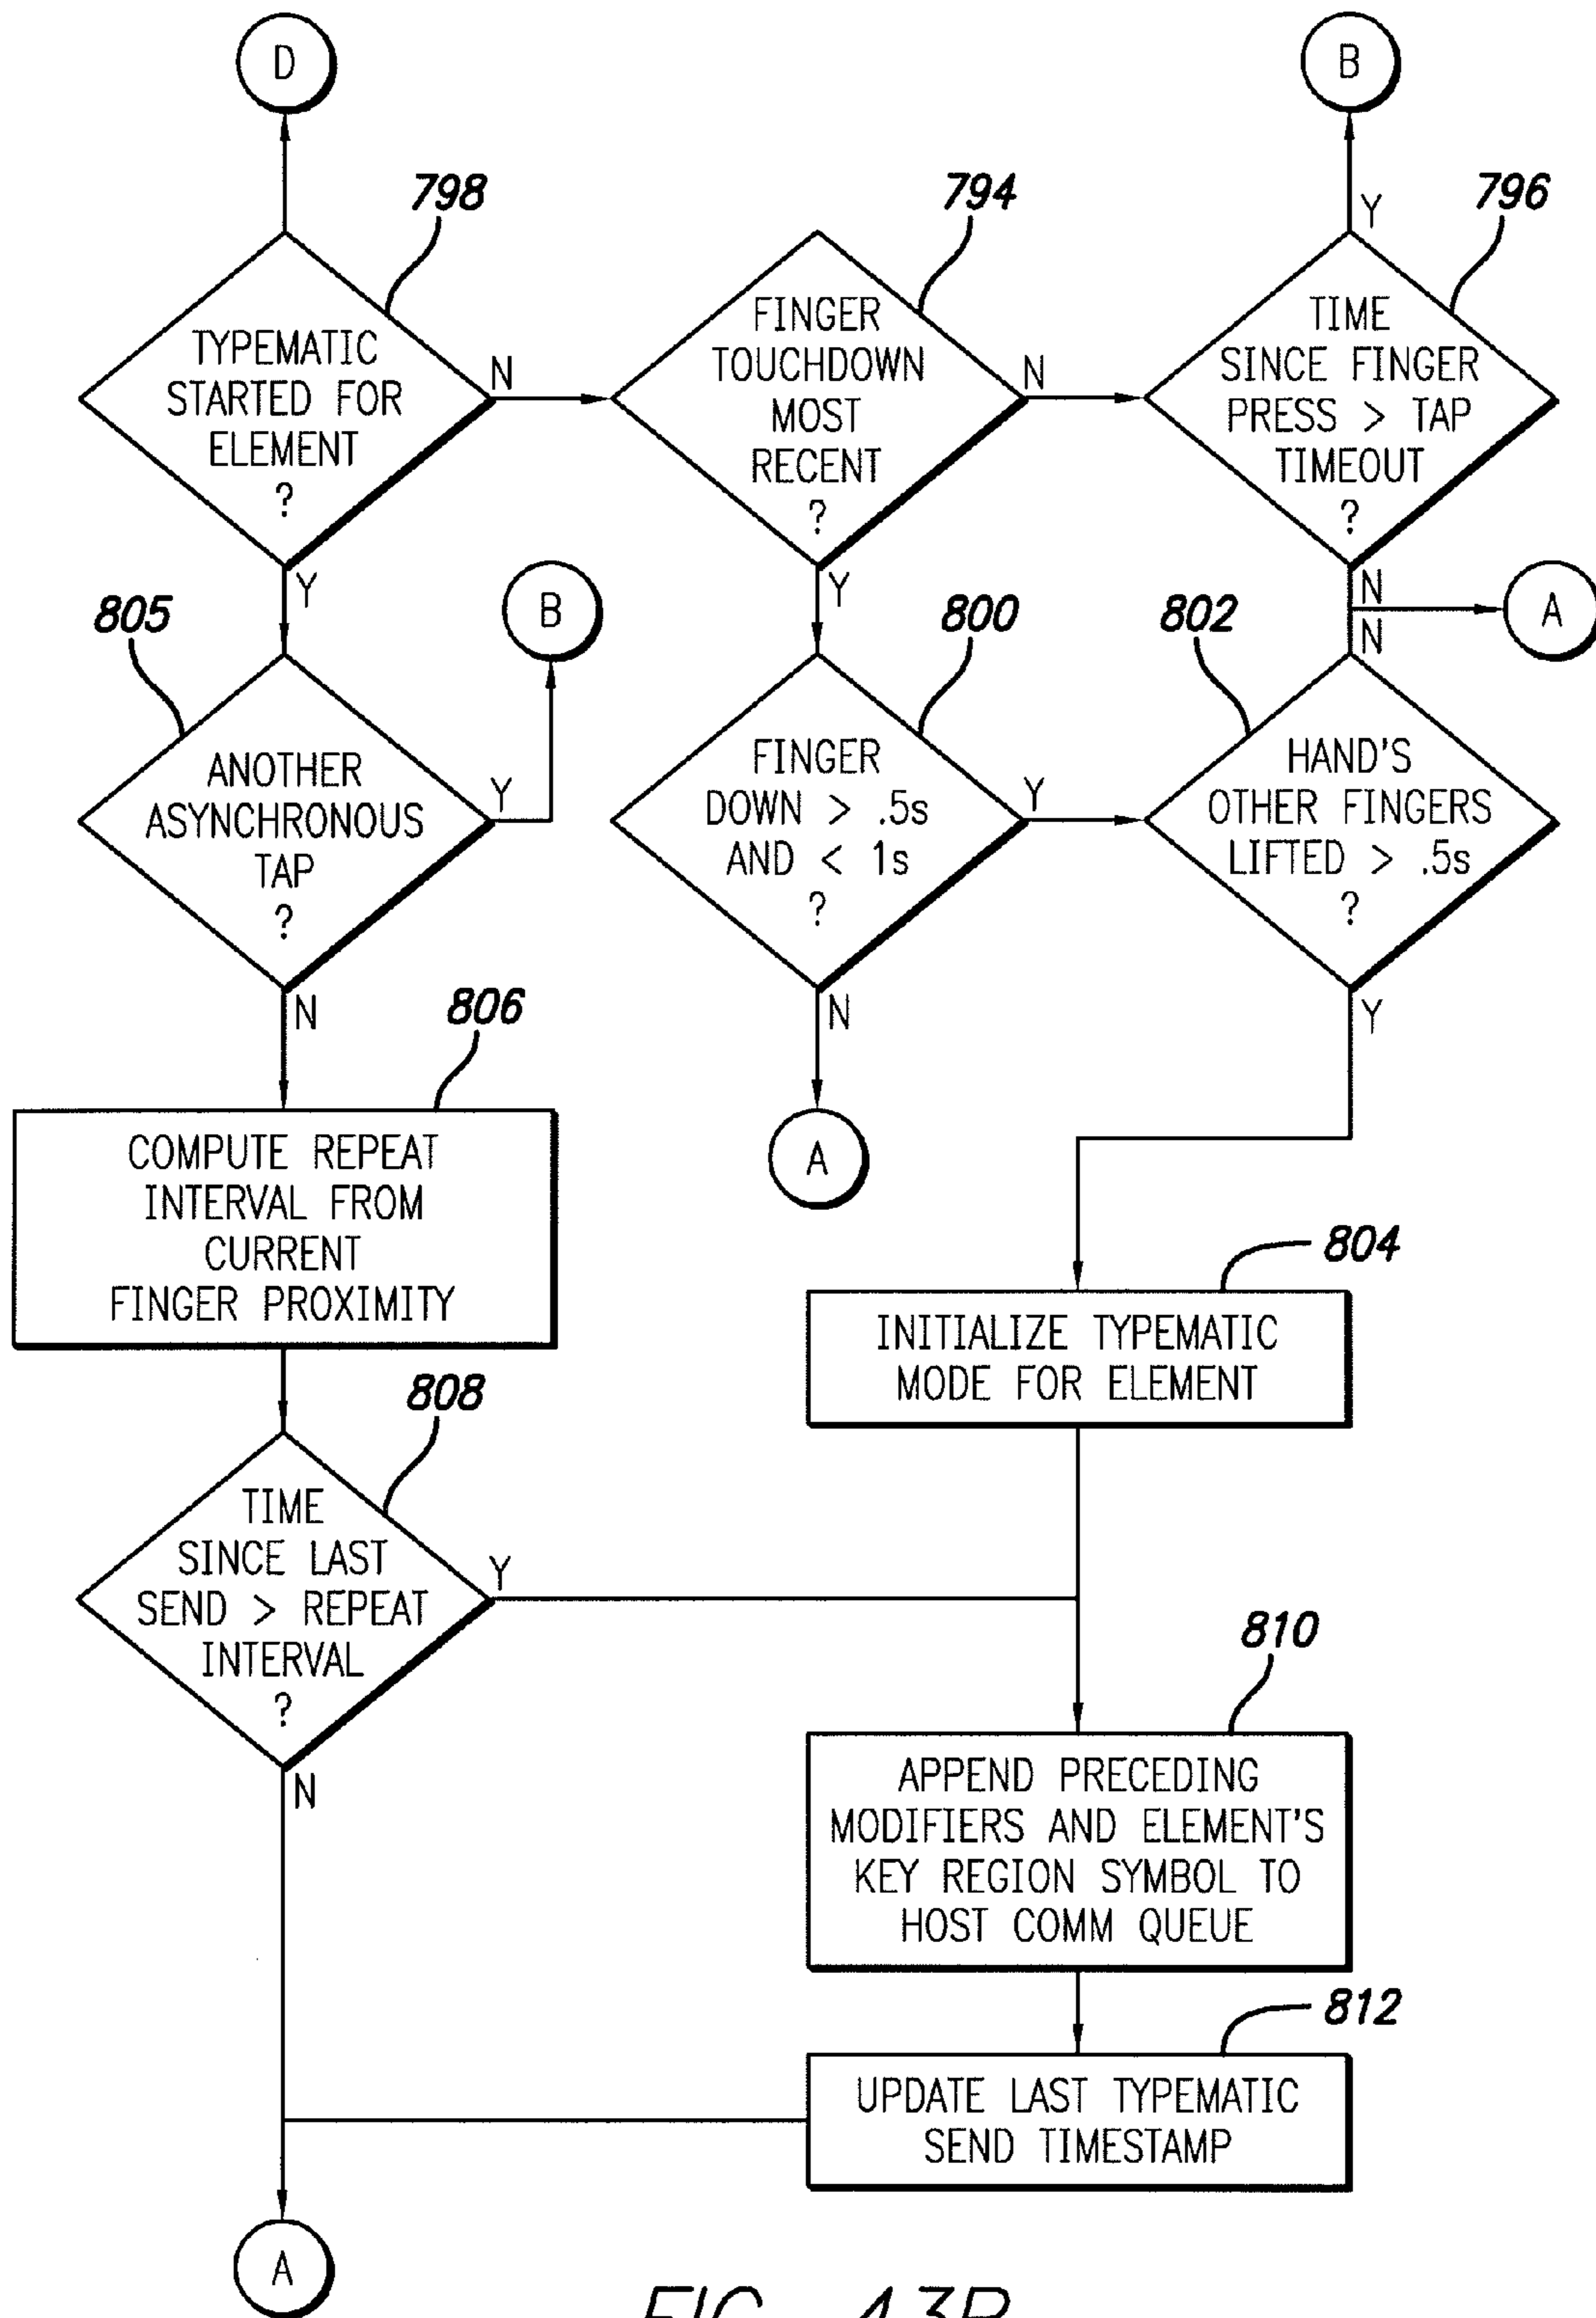 D
B
798
794
796
TYPEMATIC
STARTED FOR
ELEMENT
?
N
Y
FINGER
TOUCHDOWN
MOST
RECENT
?
N
Y
Y
TIME
SINCE FINGER
PRESS > TAP
TIMEOUT
?
N
N
A
805
B
800
802
ANOTHER
ASYNCHRONOUS
TAP
?
Y
N
FINGER
DOWN > .5s
AND < 1s
?
Y
N
A
HAND'S
OTHER FINGERS
LIFTED > .5s
?
Y
806
COMPUTE REPEAT
INTERVAL FROM
CURRENT
FINGER PROXIMITY
804
INITIALIZE TYPEMATIC
MODE FOR ELEMENT
808
TIME
SINCE LAST
SEND > REPEAT
INTERVAL
?
Y
N
810
APPEND PRECEDING
MODIFIERS AND ELEMENT'S
KEY REGION SYMBOL TO
HOST COMM QUEUE
812
UPDATE LAST TYPEMATIC
SEND TIMESTAMP
A
FIG. 43B